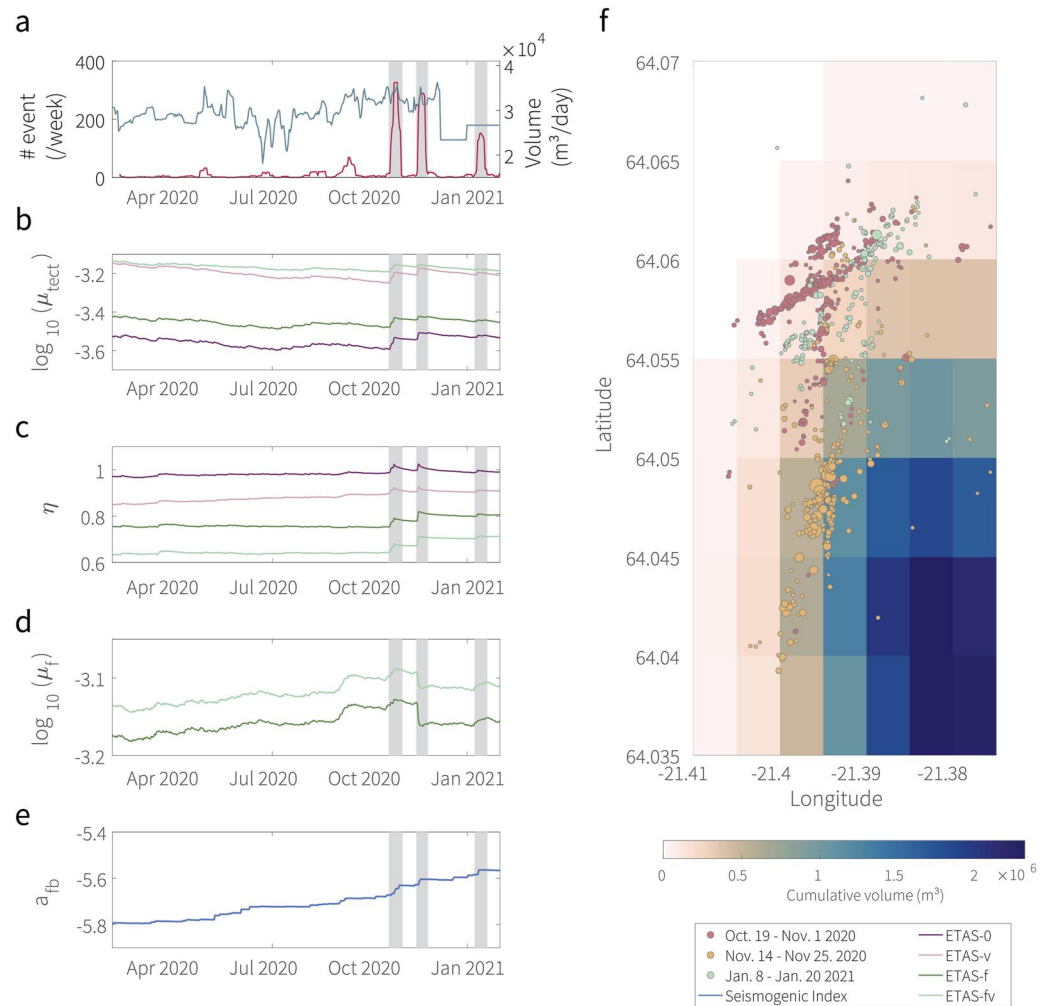 a
# event
(/week)
400
200
0
×10⁴
4
3
2
Volume
(m³/day)
Apr 2020
Jul 2020
Oct 2020
Jan 2021
b
log 10 (μtect)
-3.2
-3.4
-3.6
Apr 2020
Jul 2020
Oct 2020
Jan 2021
c
η
1
0.8
0.6
Apr 2020
Jul 2020
Oct 2020
Jan 2021
d
log 10 (μf)
-3.1
-3.2
Apr 2020
Jul 2020
Oct 2020
Jan 2021
e
afb
-5.4
-5.6
-5.8
Apr 2020
Jul 2020
Oct 2020
Jan 2021
f
Latitude
64.07
64.065
64.06
64.055
64.05
64.045
64.04
64.035
-21.41
-21.4
-21.39
-21.38
Longitude
0
0.5
1
1.5
2
×10⁶
Cumulative volume (m³)
Oct. 19 - Nov. 1 2020
Nov. 14 - Nov 25. 2020
Jan. 8 - Jan. 20 2021
Seismogenic Index
ETAS-0
ETAS-v
ETAS-f
ETAS-fv